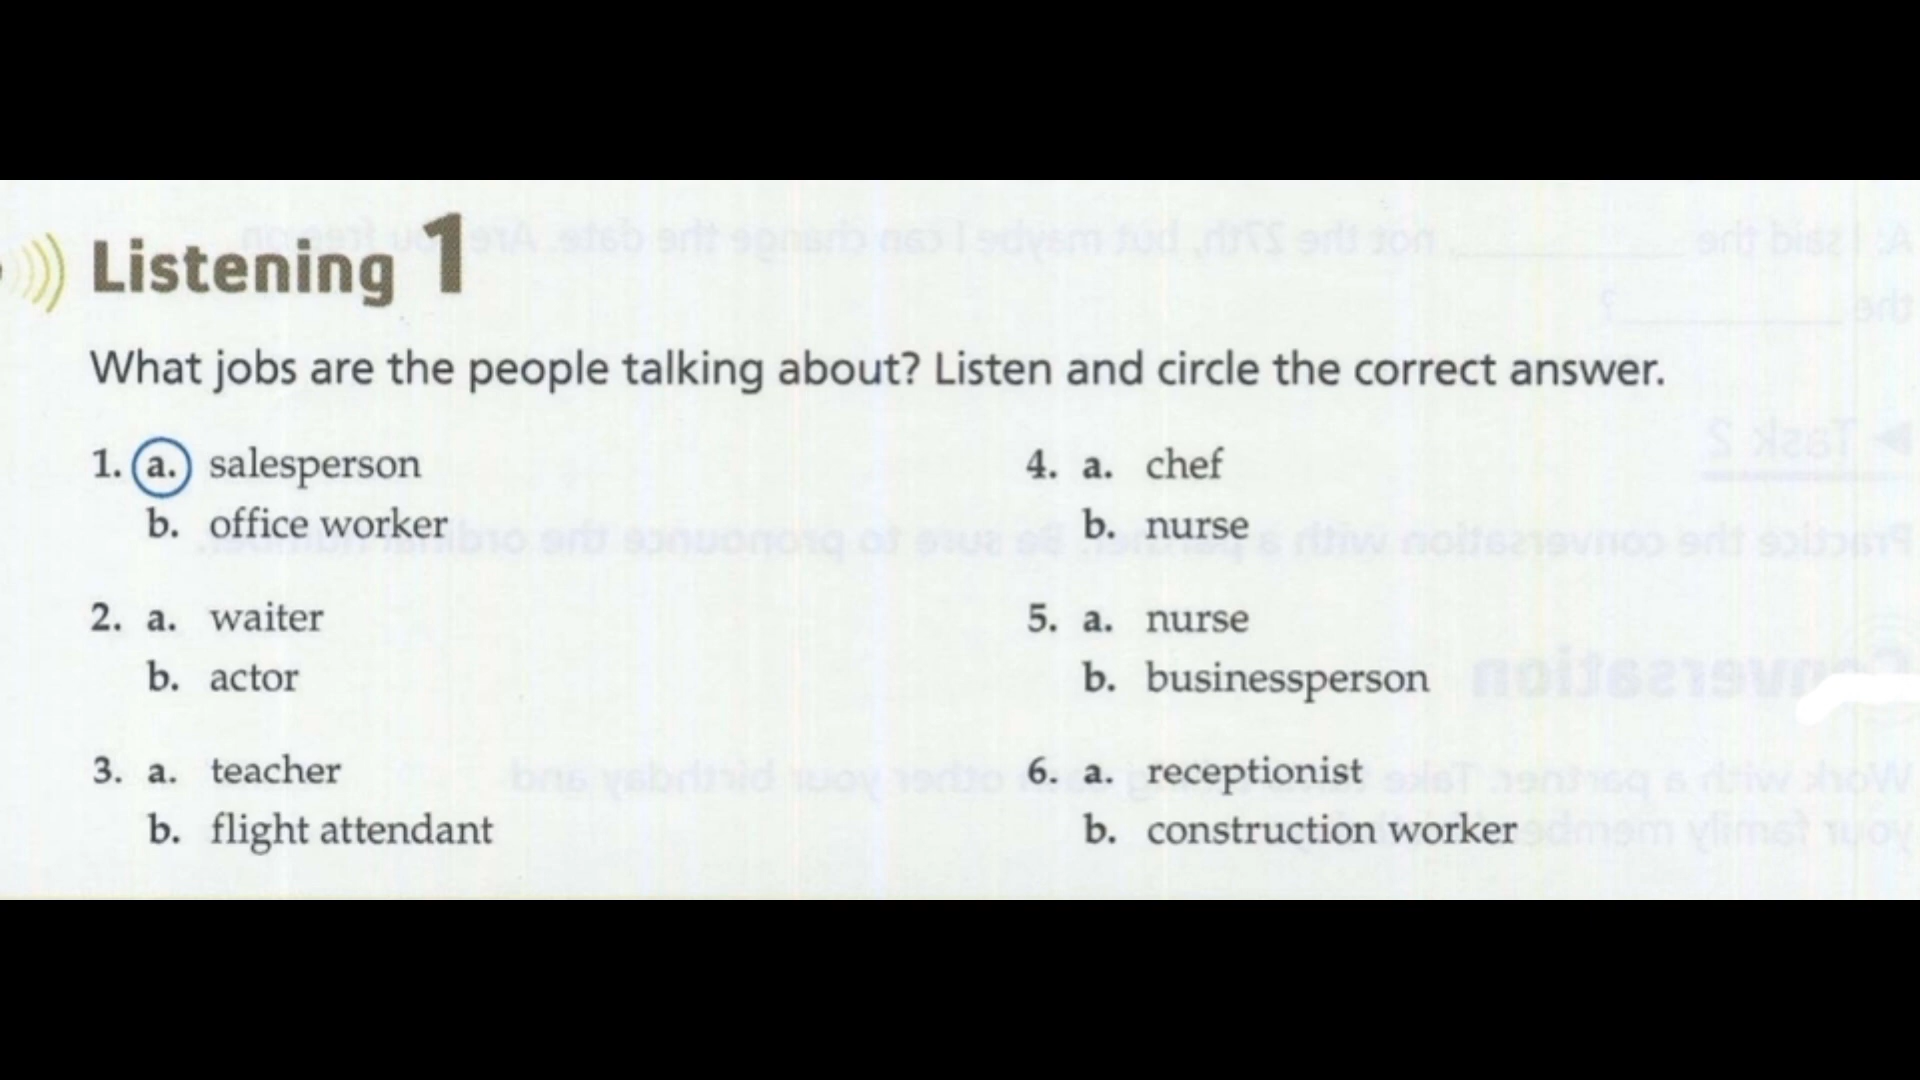 Listening 1
What jobs are the people talking about? Listen and circle the correct answer.
1. a. salesperson
b. office worker
2. a. waiter
b. actor
3. a. teacher
b. flight attendant
4. a. chef
b. nurse
5. a. nurse
b. businessperson
6. a. receptionist
b. construction worker